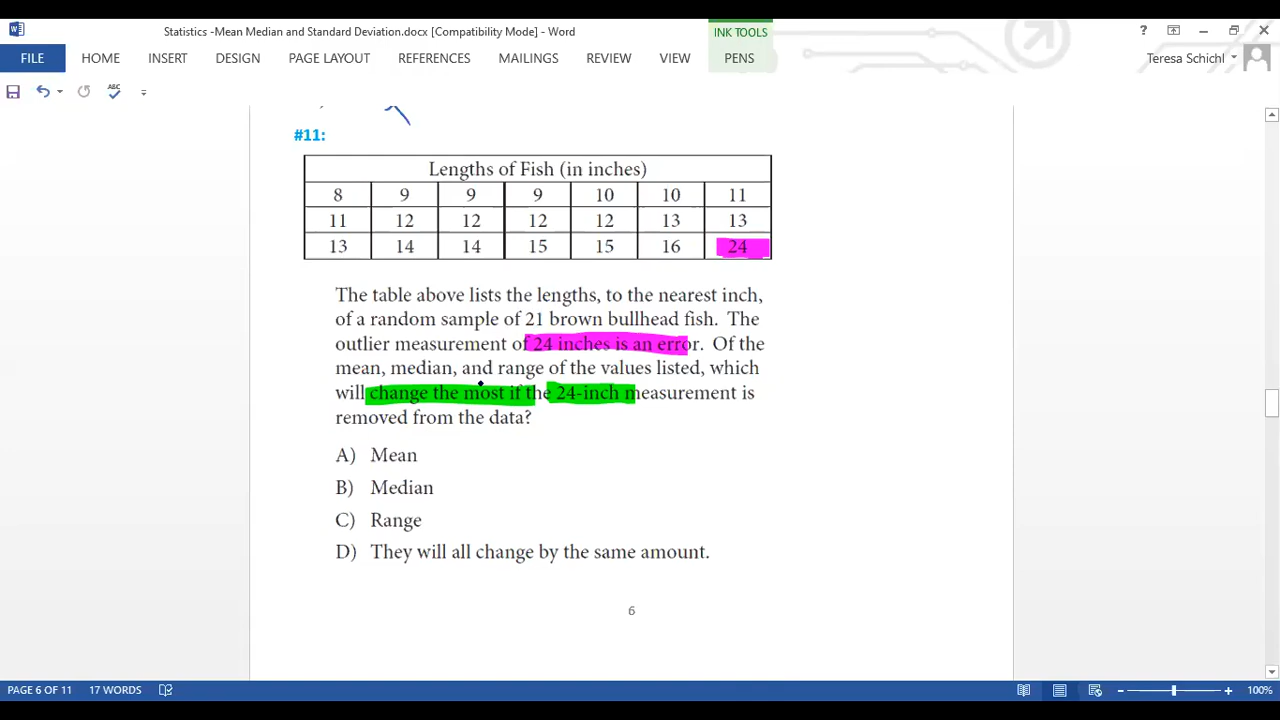 Statistics -Mean Median and Standard Deviation.docx [Compatibility Mode] - Word
INK TOOLS
?
FILE HOME INSERT DESIGN PAGE LAYOUT REFERENCES MAILINGS REVIEW VIEW PENS
Teresa Schichl
ABC
#11:
Lengths of Fish (in inches)
8 9 9 9 10 10 11
11 12 12 12 12 13 13
13 14 14 15 15 16 24
The table above lists the lengths, to the nearest inch,
of a random sample of 21 brown bullhead fish. The
outlier measurement of 24 inches is an error. Of the
mean, median, and range of the values listed, which
will change the most if the 24-inch measurement is
removed from the data?
A) Mean
B) Median
C) Range
D) They will all change by the same amount.
6
PAGE 6 OF 11 17 WORDS
100%